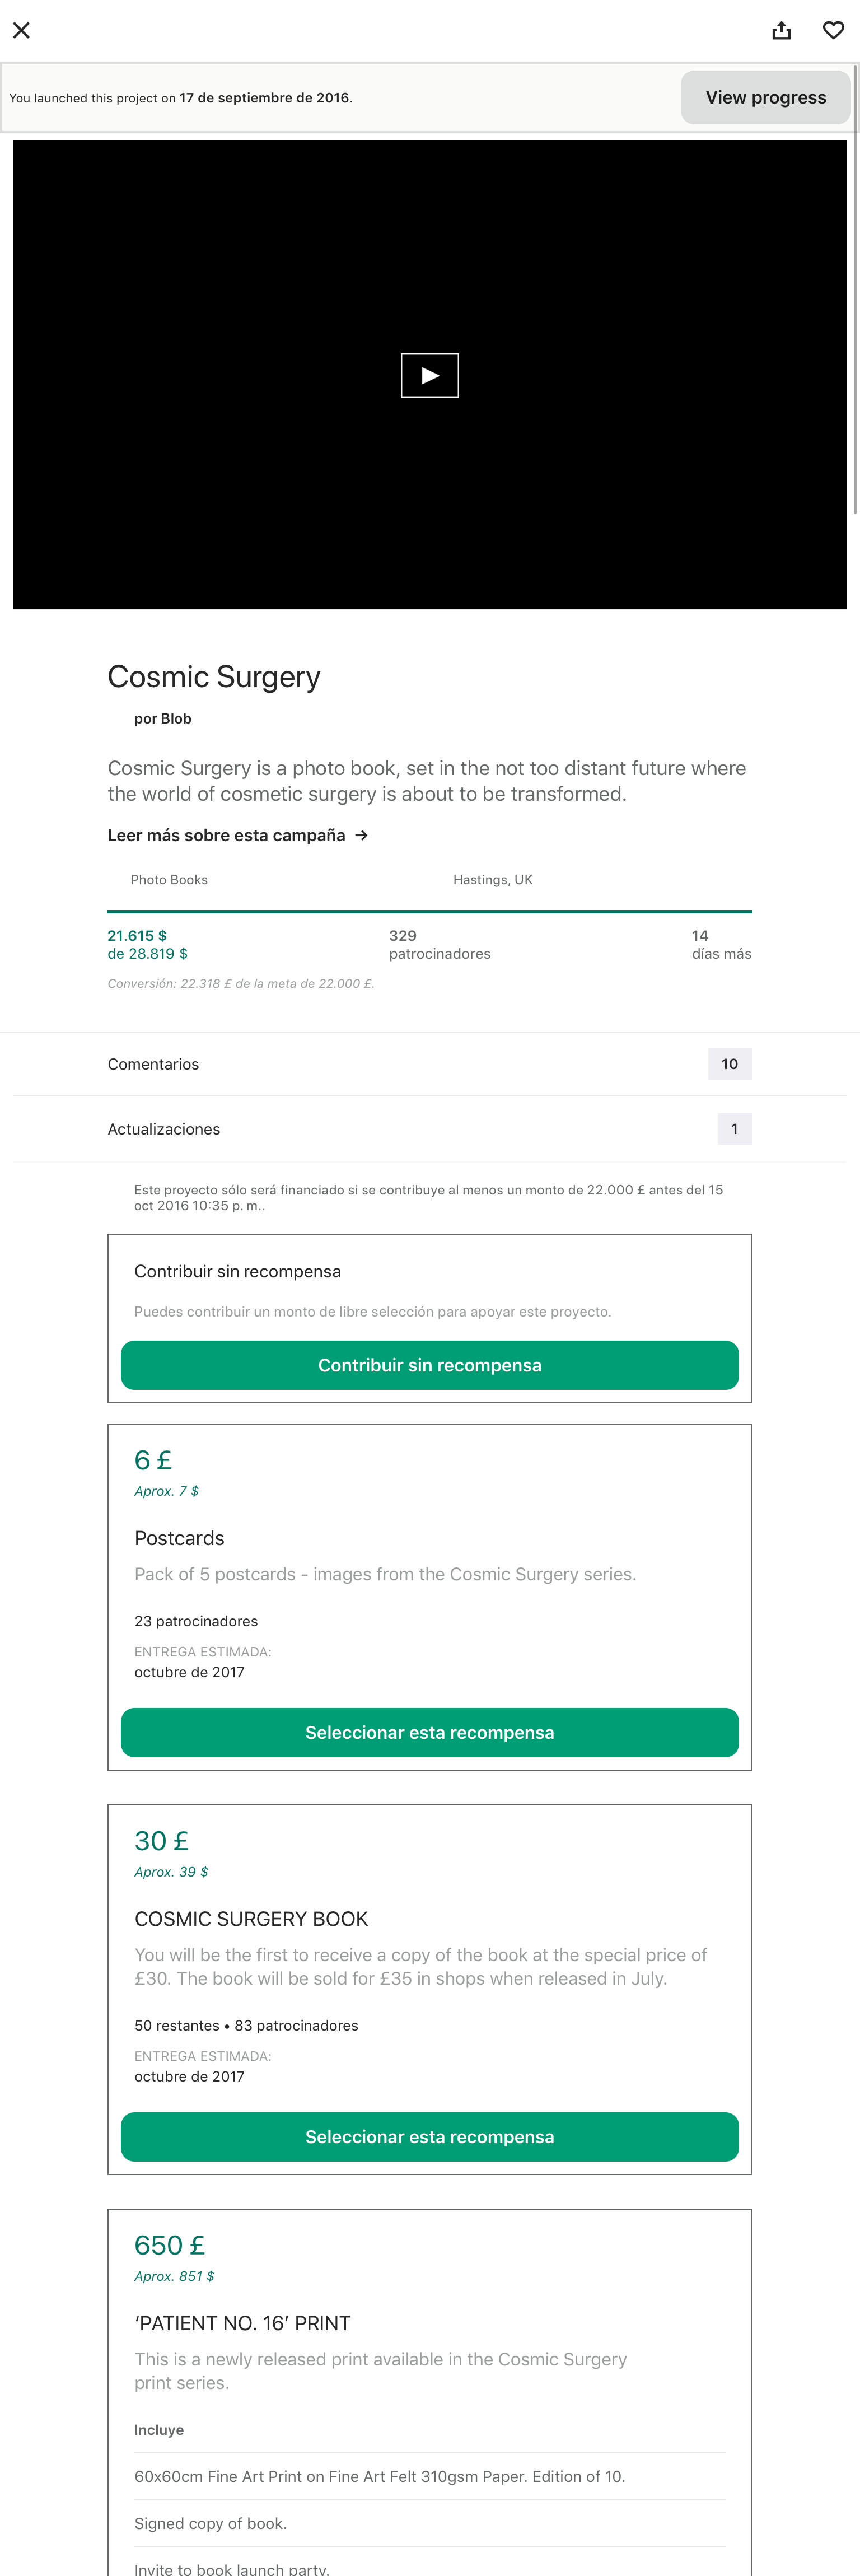 You launched this project on 17 de septiembre de 2016.
View progress
Cosmic Surgery
por Blob
Cosmic Surgery is a photo book, set in the not too distant future where
the world of cosmetic surgery is about to be transformed.
Leer más sobre esta campaña →
Photo Books
Hastings, UK
21.615 $
de 28.819 $
329
patrocinadores
14
días más
Conversión: 22.318 £ de la meta de 22.000 £.
Comentarios
10
Actualizaciones
1
Este proyecto sólo será financiado si se contribuye al menos un monto de 22.000 £ antes del 15
oct 2016 10:35 p. m..
Contribuir sin recompensa
Puedes contribuir un monto de libre selección para apoyar este proyecto.
Contribuir sin recompensa
6 £
Aprox. 7 $
Postcards
Pack of 5 postcards - images from the Cosmic Surgery series.
23 patrocinadores
ENTREGA ESTIMADA:
octubre de 2017
Seleccionar esta recompensa
30 £
Aprox. 39 $
COSMIC SURGERY BOOK
You will be the first to receive a copy of the book at the special price of
£30. The book will be sold for £35 in shops when released in July.
50 restantes • 83 patrocinadores
ENTREGA ESTIMADA:
octubre de 2017
Seleccionar esta recompensa
650 £
Aprox. 851 $
‘PATIENT NO. 16’ PRINT
This is a newly released print available in the Cosmic Surgery
print series.
Incluye
60x60cm Fine Art Print on Fine Art Felt 310gsm Paper. Edition of 10.
Signed copy of book.
Invite to book launch party.